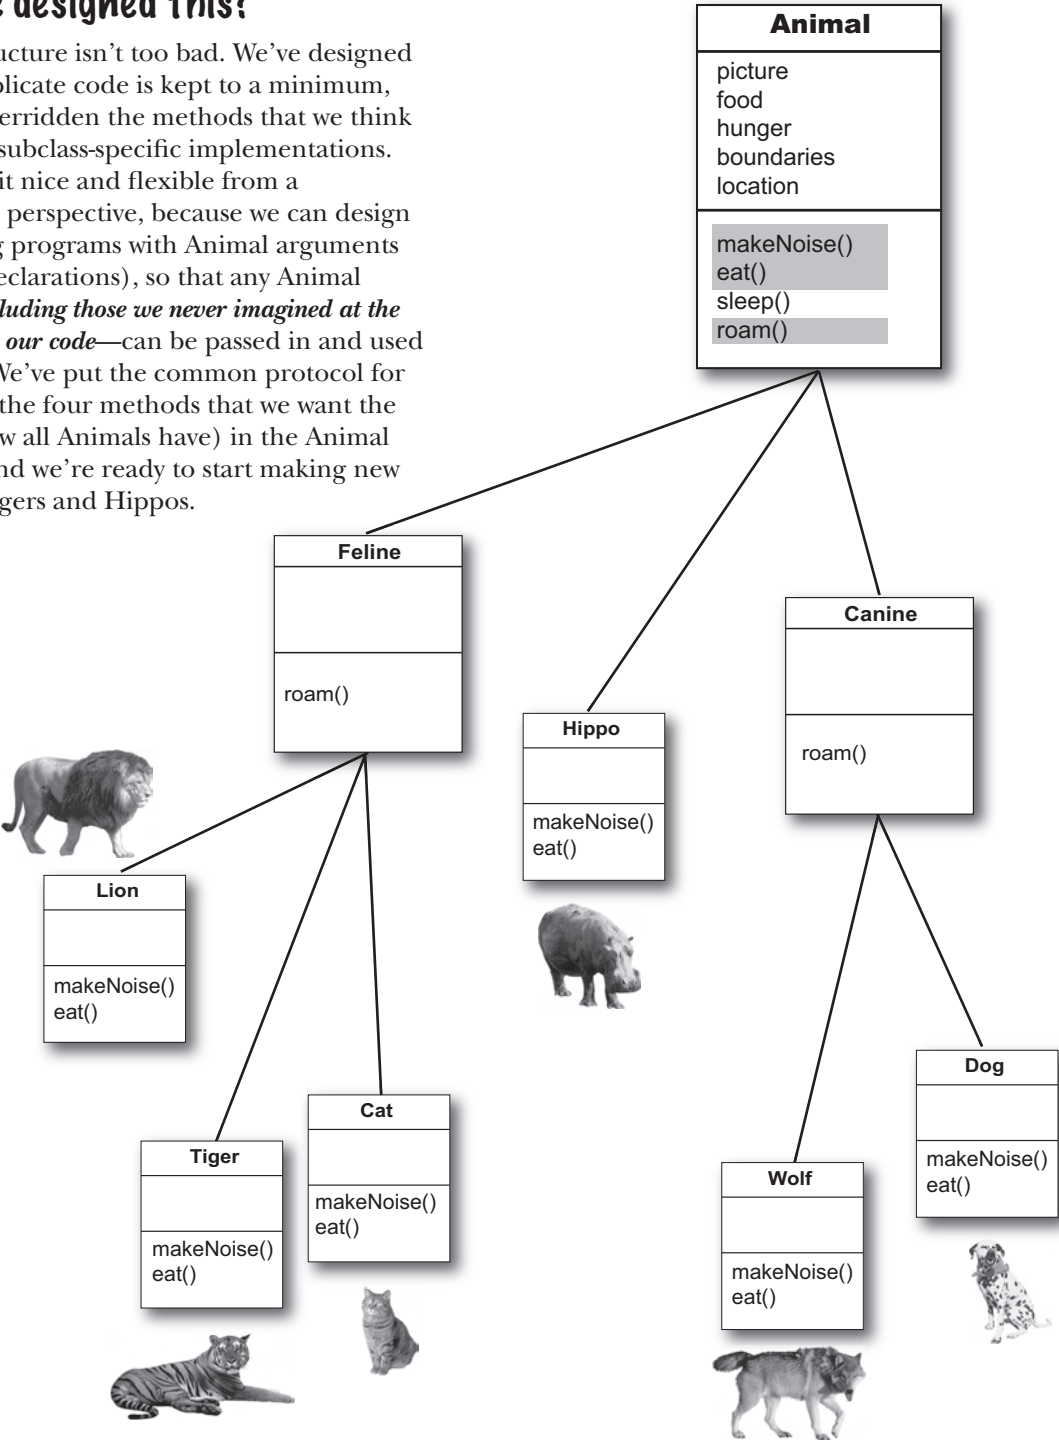 designed this?
ucture isn't too bad. We've designed
plicate code is kept to a minimum,
erridden the methods that we think
subclass-specific implementations.
it nice and flexible from a
perspective, because we can design
g programs with Animal arguments
eclarations), so that any Animal
luding those we never imagined at the
our code—can be passed in and used
We've put the common protocol for
the four methods that we want the
w all Animals have) in the Animal
nd we're ready to start making new
gers and Hippos.
Animal
picture
food
hunger
boundaries
location
makeNoise()
eat()
sleep()
roam()
Feline
roam()
Canine
roam()
Hippo
makeNoise()
eat()
Lion
makeNoise()
eat()
Tiger
makeNoise()
eat()
Cat
makeNoise()
eat()
Wolf
makeNoise()
eat()
Dog
makeNoise()
eat()